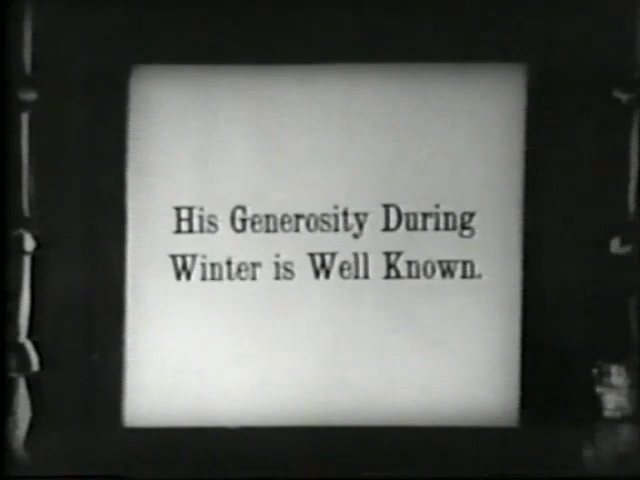 His Generosity During
Winter is Well Known.